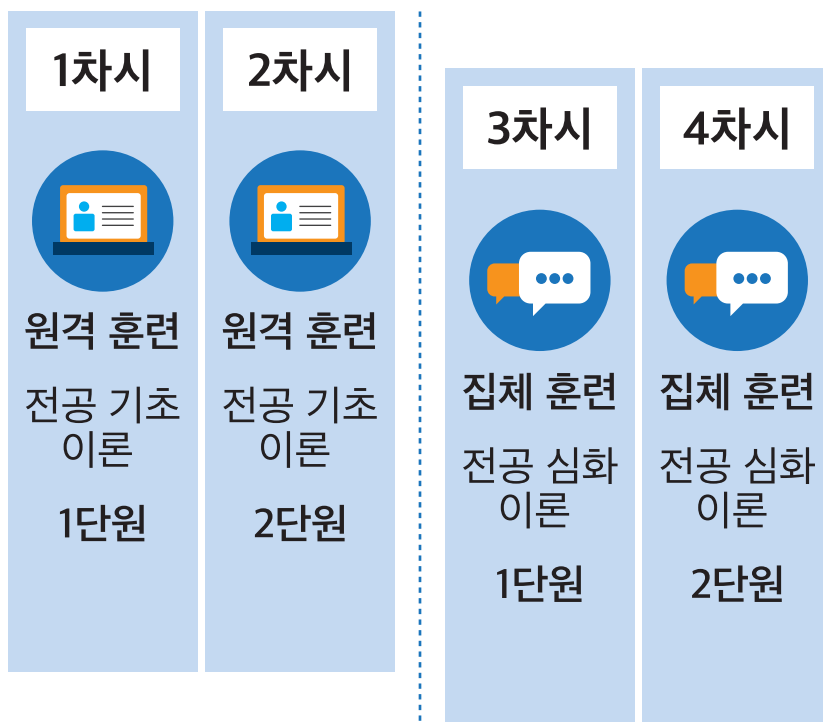 1차시
원격 훈련
전공 기초
이론
1단원
2차시
원격 훈련
전공 기초
이론
2단원
3차시
집체 훈련
전공 심화
이론
1단원
4차시
집체 훈련
전공 심화
이론
2단원